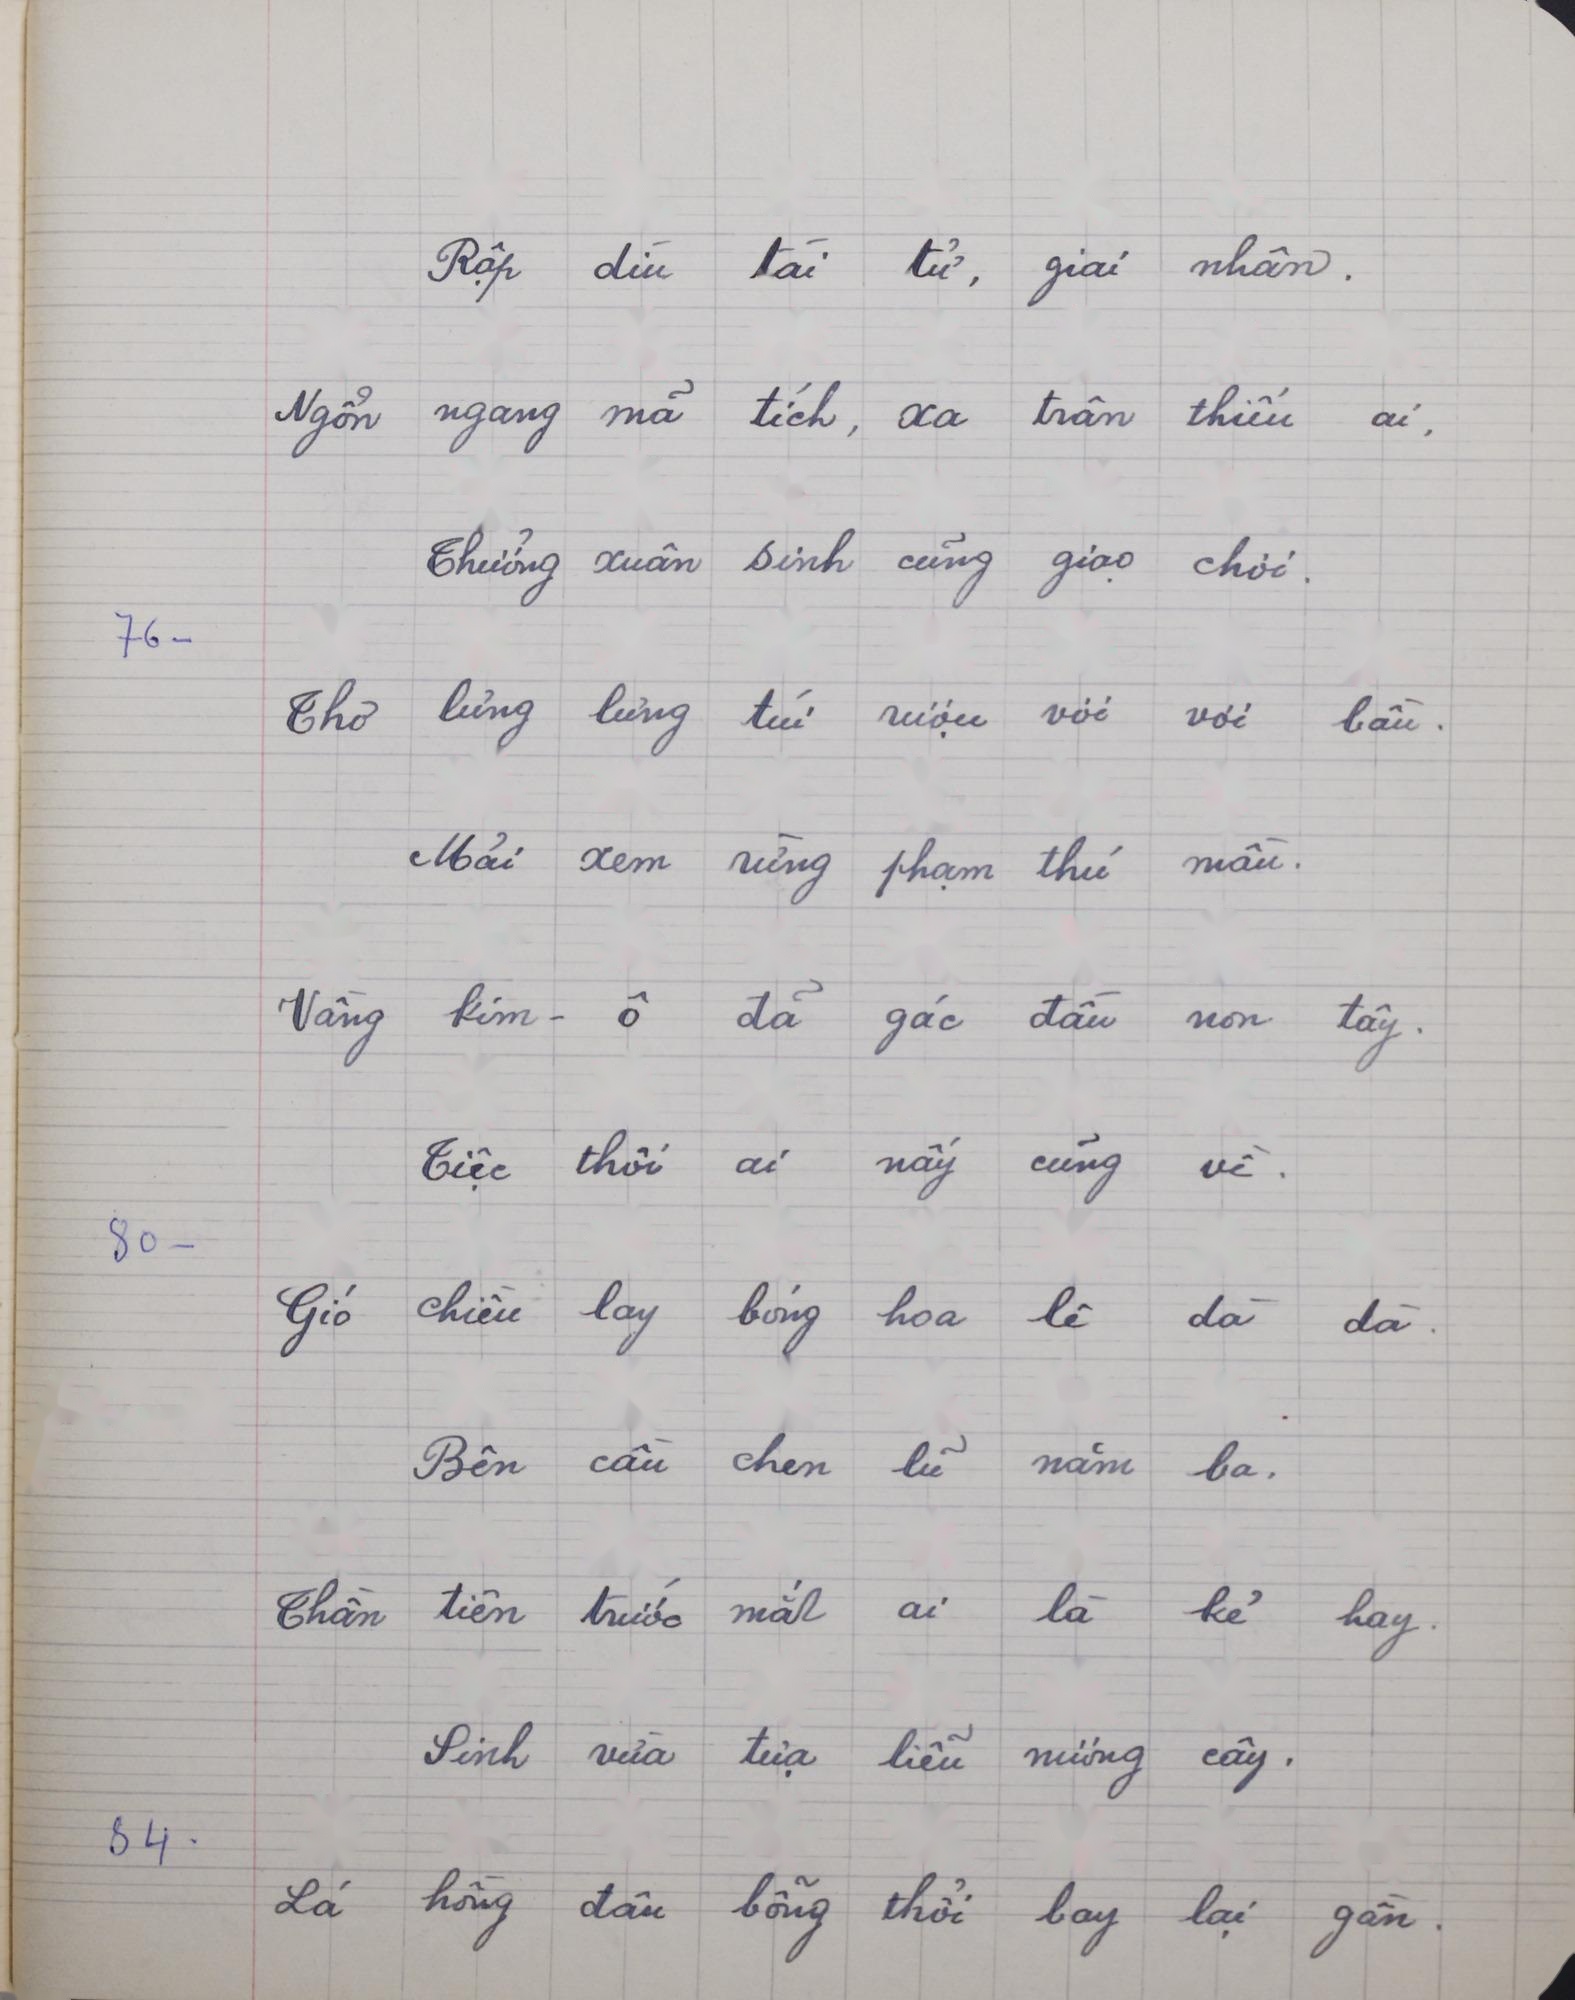 Rập dìu tài tử, giai nhân.
Ngổn ngang mã tích, xa trần thiếu ai,
Thưởng xuân sinh cũng giạo chơi.
76-
Thơ lưng lưng túi rượu vơi vơi bầu.
Mải xem rừng phạm thú mầu.
Vầng kim-ô đã gác đầu non tây.
Tiệc thôi ai nấy cũng về.
80-
Gió chiều lay bóng hoa lê dà dà.
Bên cầu chen lũ năm ba.
Thần tiên trước mắt ai là kẻ hay.
Sinh vừa tựa liễu nương cây.
84.
Lá hồng đâu bỗng thổi bay lại gần.